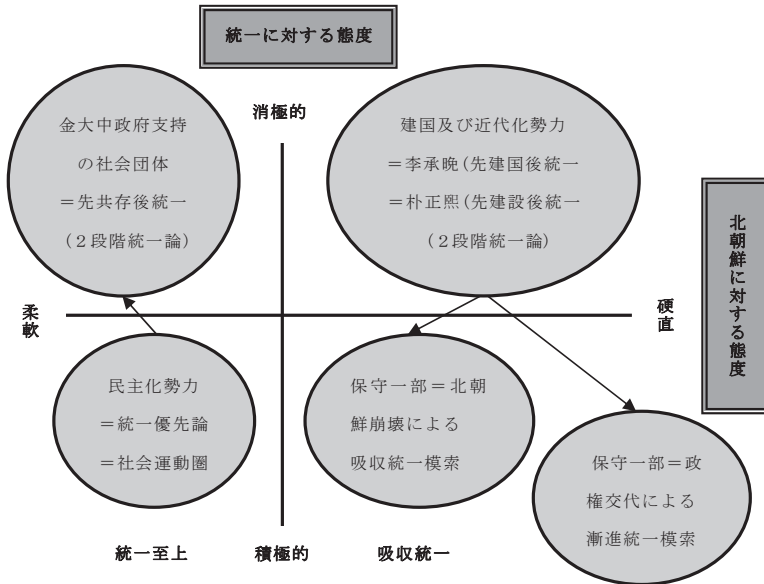 統一に対する態度
消極的
金大中政府支持
の社会団体
＝先共存後統一
(２段階統一論)
建国及び近代化勢力
＝李承晩(先建国後統一
＝朴正熙(先建設後統一
(２段階統一論)
北朝鮮に対する態度
柔軟
硬直
民主化勢力
＝統一優先論
＝社会運動圏
保守一部＝北朝
鮮崩壊による
吸収統一模索
保守一部＝政
権交代による
漸進統一模索
統一至上
積極的
吸収統一